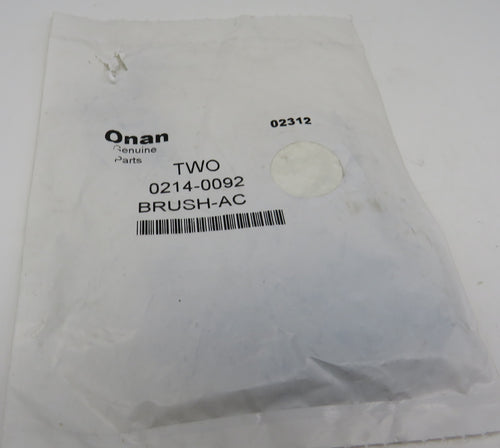 Onan
Genuine
Parts
02312
TWO
0214-0092
BRUSH-AC